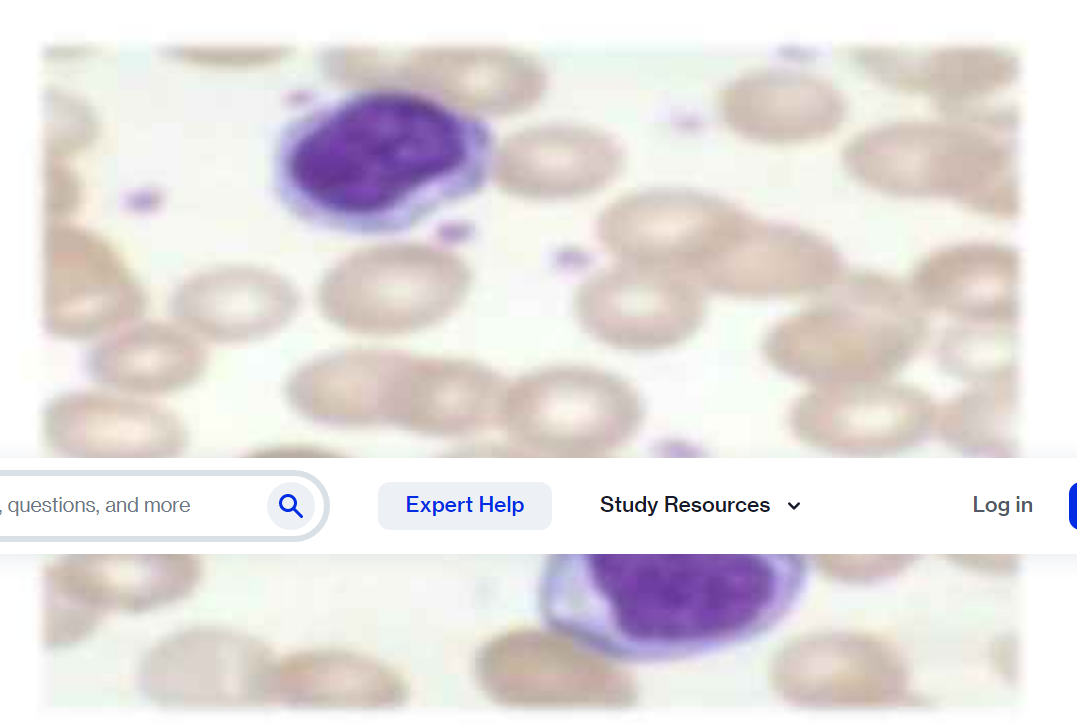 , questions, and more
Expert Help
Study Resources
Log in